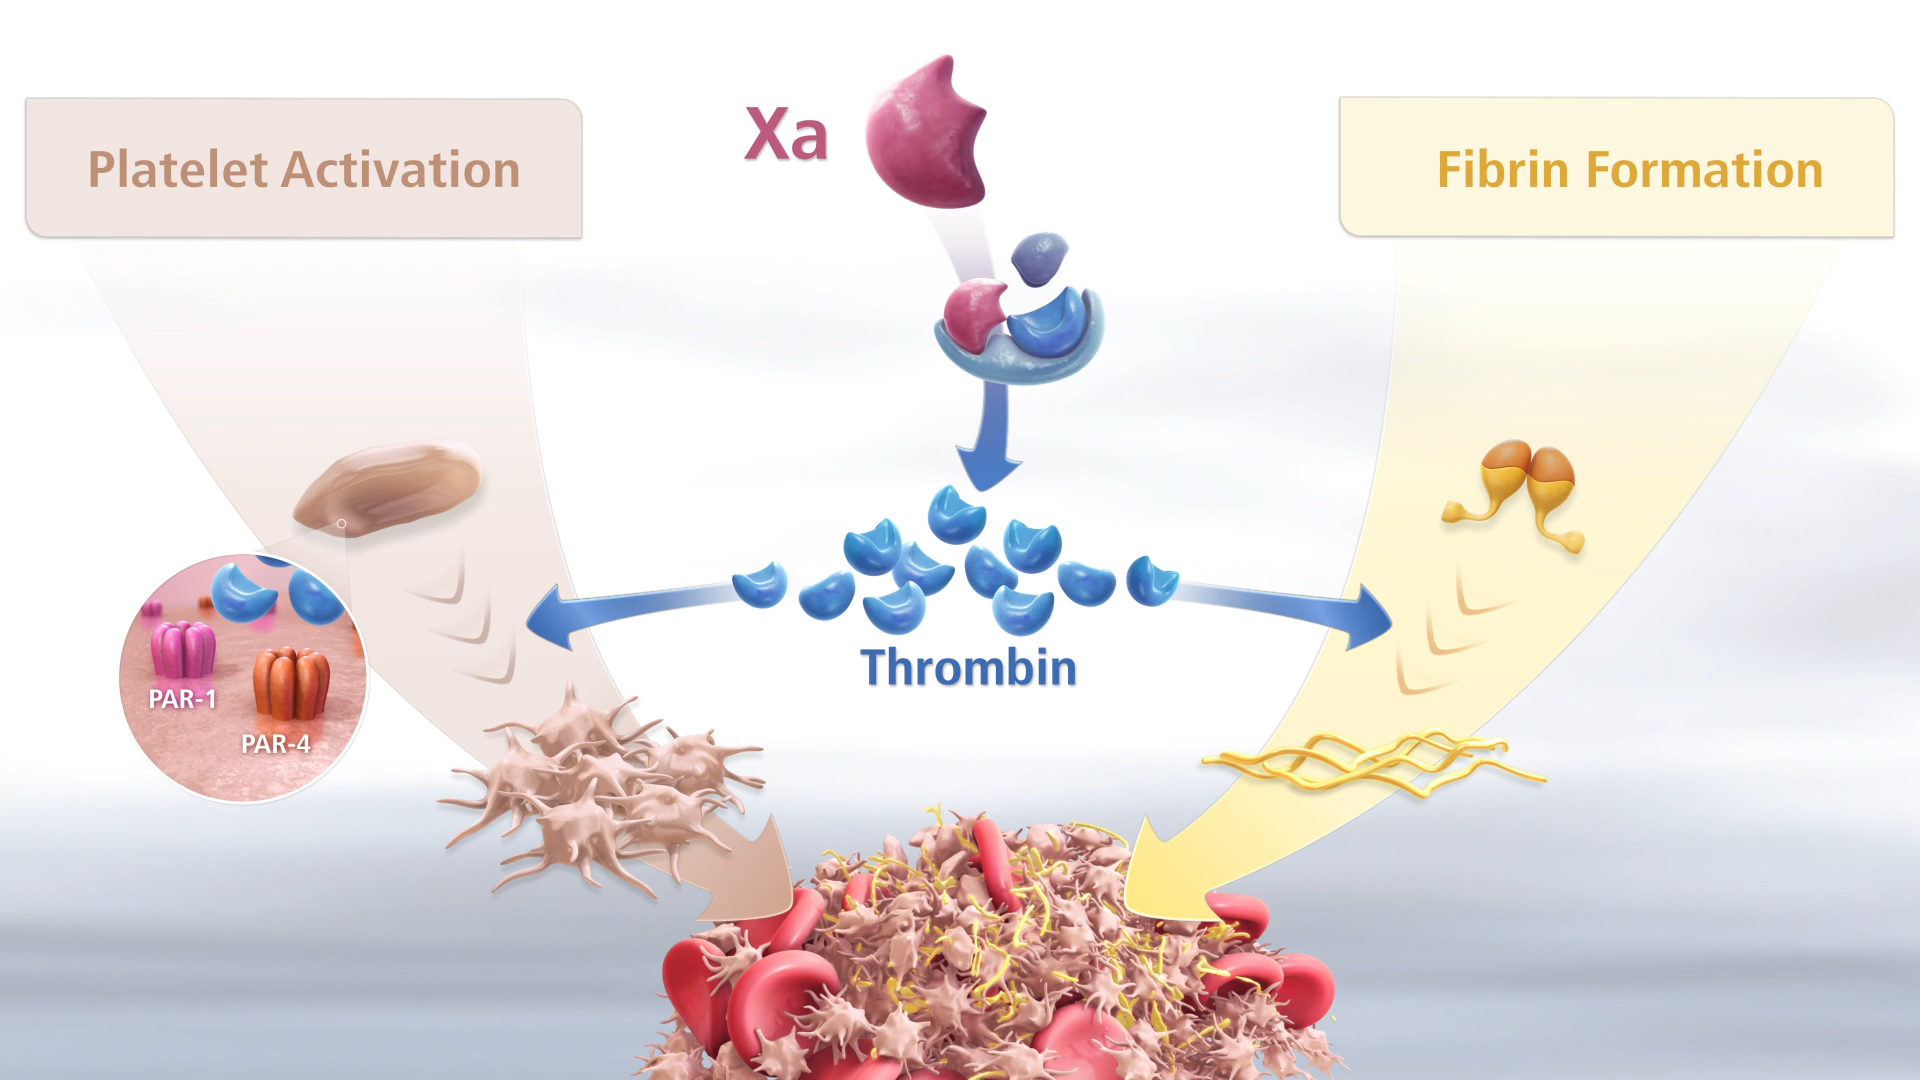 Platelet Activation
Xa
Fibrin Formation
Thrombin
PAR-1
PAR-4